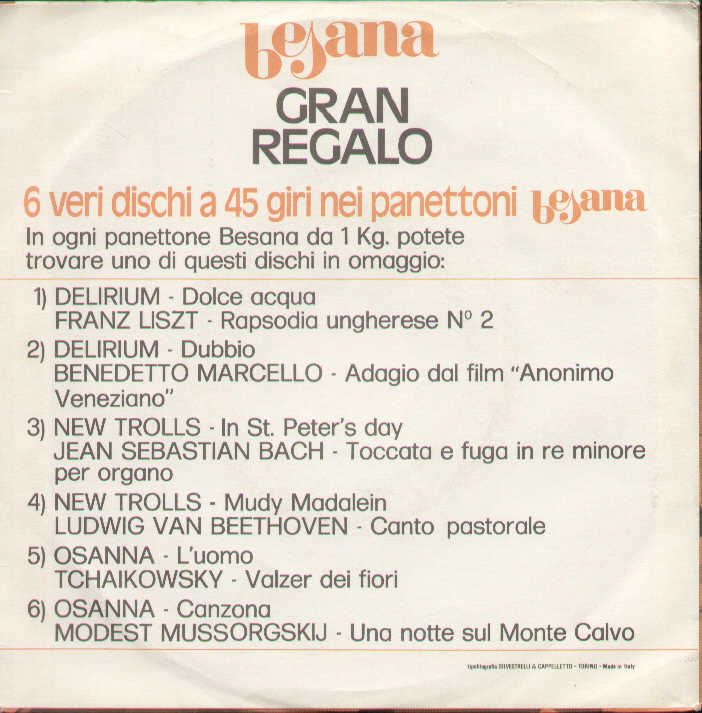 besana
GRAN
REGALO
6 veri dischi a 45 giri nei panettoni besana
In ogni panettone Besana da 1 Kg. potete
trovare uno di questi dischi in omaggio:
1) DELIRIUM - Dolce acqua
FRANZ LISZT - Rapsodia ungherese Nº 2
2) DELIRIUM - Dubbio
BENEDETTO MARCELLO - Adagio dal film "Anonimo
Veneziano"
3) NEW TROLLS - In St. Peter's day
JEAN SEBASTIAN BACH - Toccata e fuga in re minore
per organo
4) NEW TROLLS - Mudy Madalein
LUDWIG VAN BEETHOVEN - Canto pastorale
5) OSANNA - L'uomo
TCHAIKOWSKY - Valzer dei fiori
6) OSANNA - Canzona
MODEST MUSSORGSKIJ - Una notte sul Monte Calvo
tipolitografia SILVESTRELLI & CAPPELLETTO - TORINO - Made in Italy